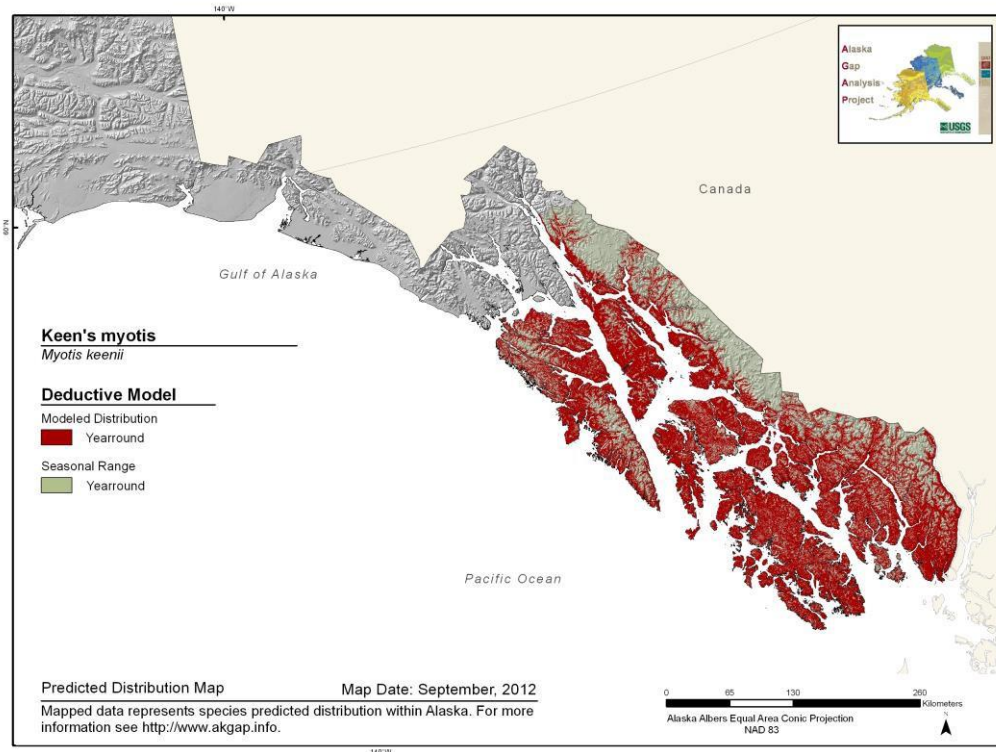 140°W
Alaska
Gap
Analysis
Project
USGS
Canada
60°N
Gulf of Alaska
Keen's myotis
Myotis keenii
Deductive Model
Modeled Distribution
Yearround
Seasonal Range
Yearround
Pacific Ocean
Predicted Distribution Map Map Date: September, 2012
Mapped data represents species predicted distribution within Alaska. For more
information see http://www.akgap.info.
0 65 130 260
Kilometers
Alaska Albers Equal Area Conic Projection
NAD 83
N
140°W